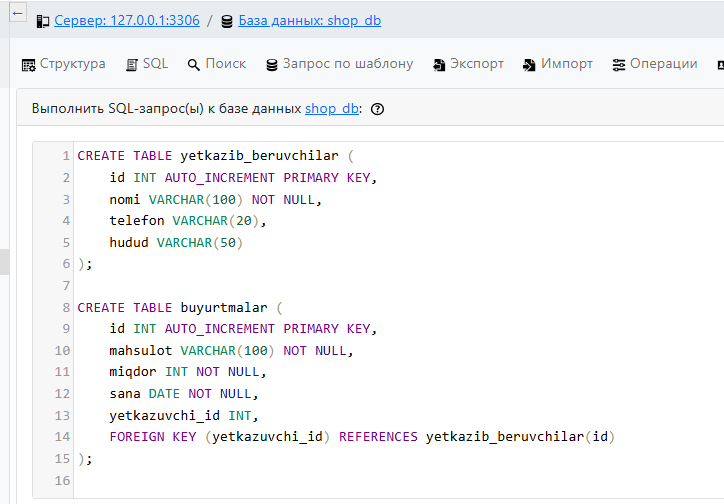 ← Сервер: 127.0.0.1:3306 / База данных: shop_db
Структура SQL Поиск Запрос по шаблону Экспорт Импорт Операции
Выполнить SQL-запрос(ы) к базе данных shop_db:
1 CREATE TABLE yetkazib_beruvchilar (
2 id INT AUTO_INCREMENT PRIMARY KEY,
3 nomi VARCHAR(100) NOT NULL,
4 telefon VARCHAR(20),
5 hudud VARCHAR(50)
6 );
7
8 CREATE TABLE buyurtmalar (
9 id INT AUTO_INCREMENT PRIMARY KEY,
10 mahsulot VARCHAR(100) NOT NULL,
11 miqdor INT NOT NULL,
12 sana DATE NOT NULL,
13 yetkazuvchi_id INT,
14 FOREIGN KEY (yetkazuvchi_id) REFERENCES yetkazib_beruvchilar(id)
15 );
16